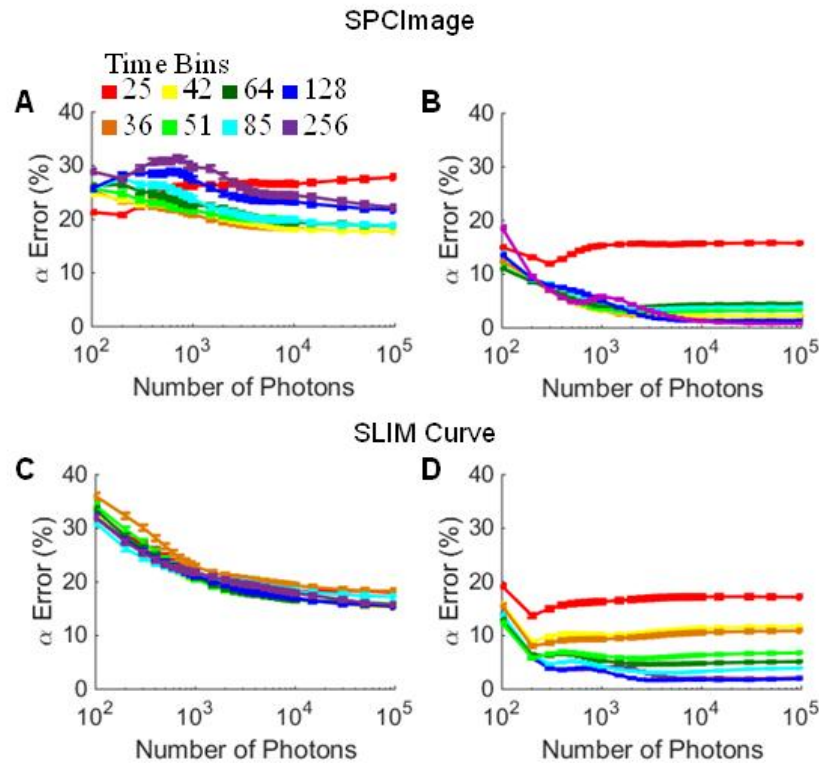 SPCImage
Time Bins
25 42 64 128
36 51 85 256
A
B
40
30
20
10
0
α Error (%)
10² 10³ 10⁴ 10⁵
Number of Photons
40
30
20
10
0
α Error (%)
10² 10³ 10⁴ 10⁵
Number of Photons
SLIM Curve
C
D
40
30
20
10
0
α Error (%)
10² 10³ 10⁴ 10⁵
Number of Photons
40
30
20
10
0
α Error (%)
10² 10³ 10⁴ 10⁵
Number of Photons